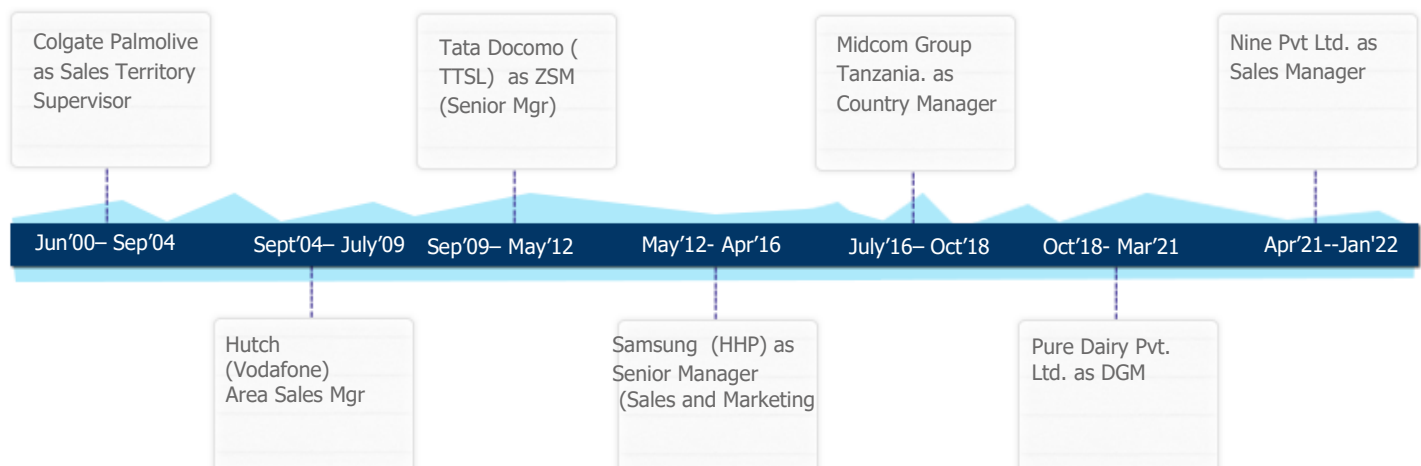 Colgate Palmolive
as Sales Territory
Supervisor
Tata Docomo (
TTSL)  as ZSM
(Senior Mgr)
Midcom Group
Tanzania. as
Country Manager
Nine Pvt Ltd. as
Sales Manager
Jun’00– Sep’04
Sept’04– July’09
Sep’09– May’12
May’12- Apr’16
July’16– Oct’18
Oct’18- Mar’21
Apr’21--Jan'22
Hutch
(Vodafone)
Area Sales Mgr
Samsung  (HHP) as
Senior Manager
(Sales and Marketing
Pure Dairy Pvt.
Ltd. as DGM